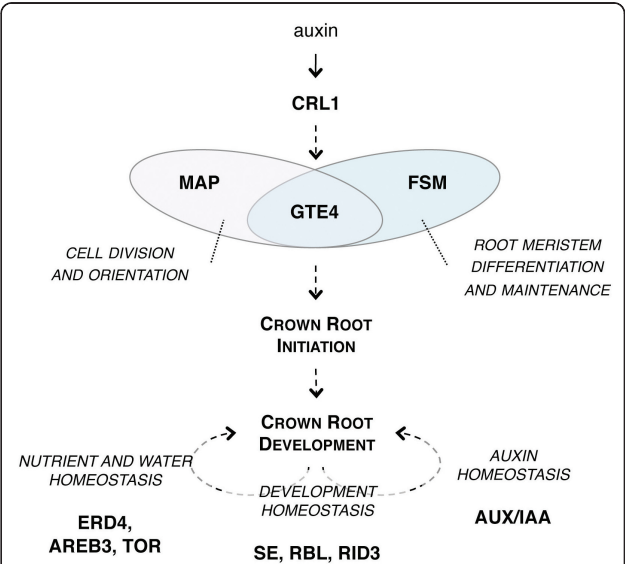 auxin
CRL1
MAP
FSM
GTE4
CELL DIVISION
AND ORIENTATION
ROOT MERISTEM
DIFFERENTIATION
AND MAINTENANCE
CROWN ROOT
INITIATION
CROWN ROOT
DEVELOPMENT
NUTRIENT AND WATER
HOMEOSTASIS
AUXIN
HOMEOSTASIS
DEVELOPMENT
HOMEOSTASIS
ERD4,
AREB3, TOR
AUX/IAA
SE, RBL, RID3